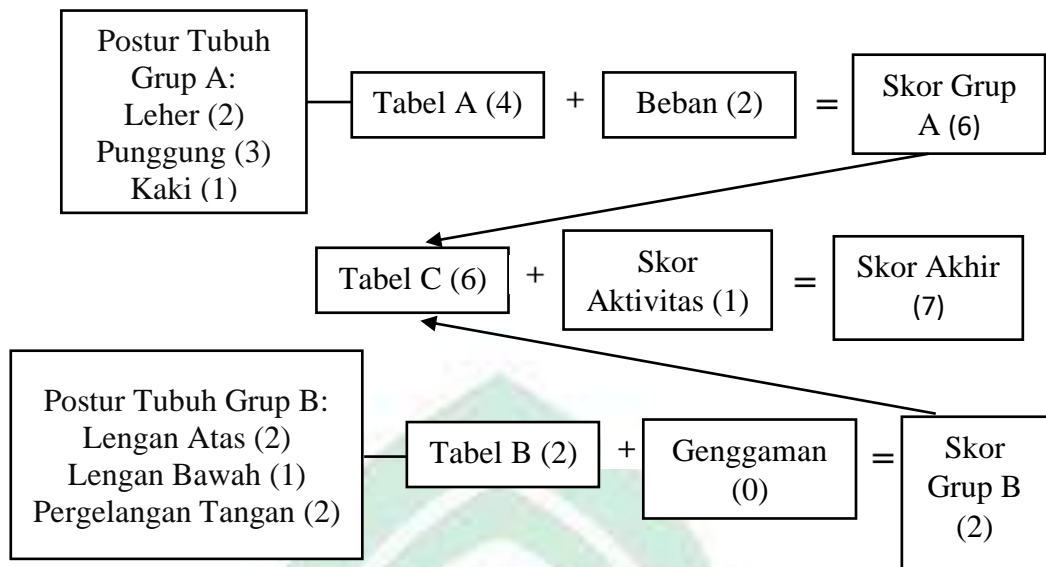 Postur Tubuh
Grup A:
Leher (2)
Punggung (3)
Kaki (1)
Tabel A (4)
+
Beban (2)
=
Skor Grup
A (6)
Tabel C (6)
+
Skor
Aktivitas (1)
=
Skor Akhir
(7)
Postur Tubuh Grup B:
Lengan Atas (2)
Lengan Bawah (1)
Pergelangan Tangan (2)
Tabel B (2)
+
Genggaman
(0)
=
Skor
Grup B
(2)